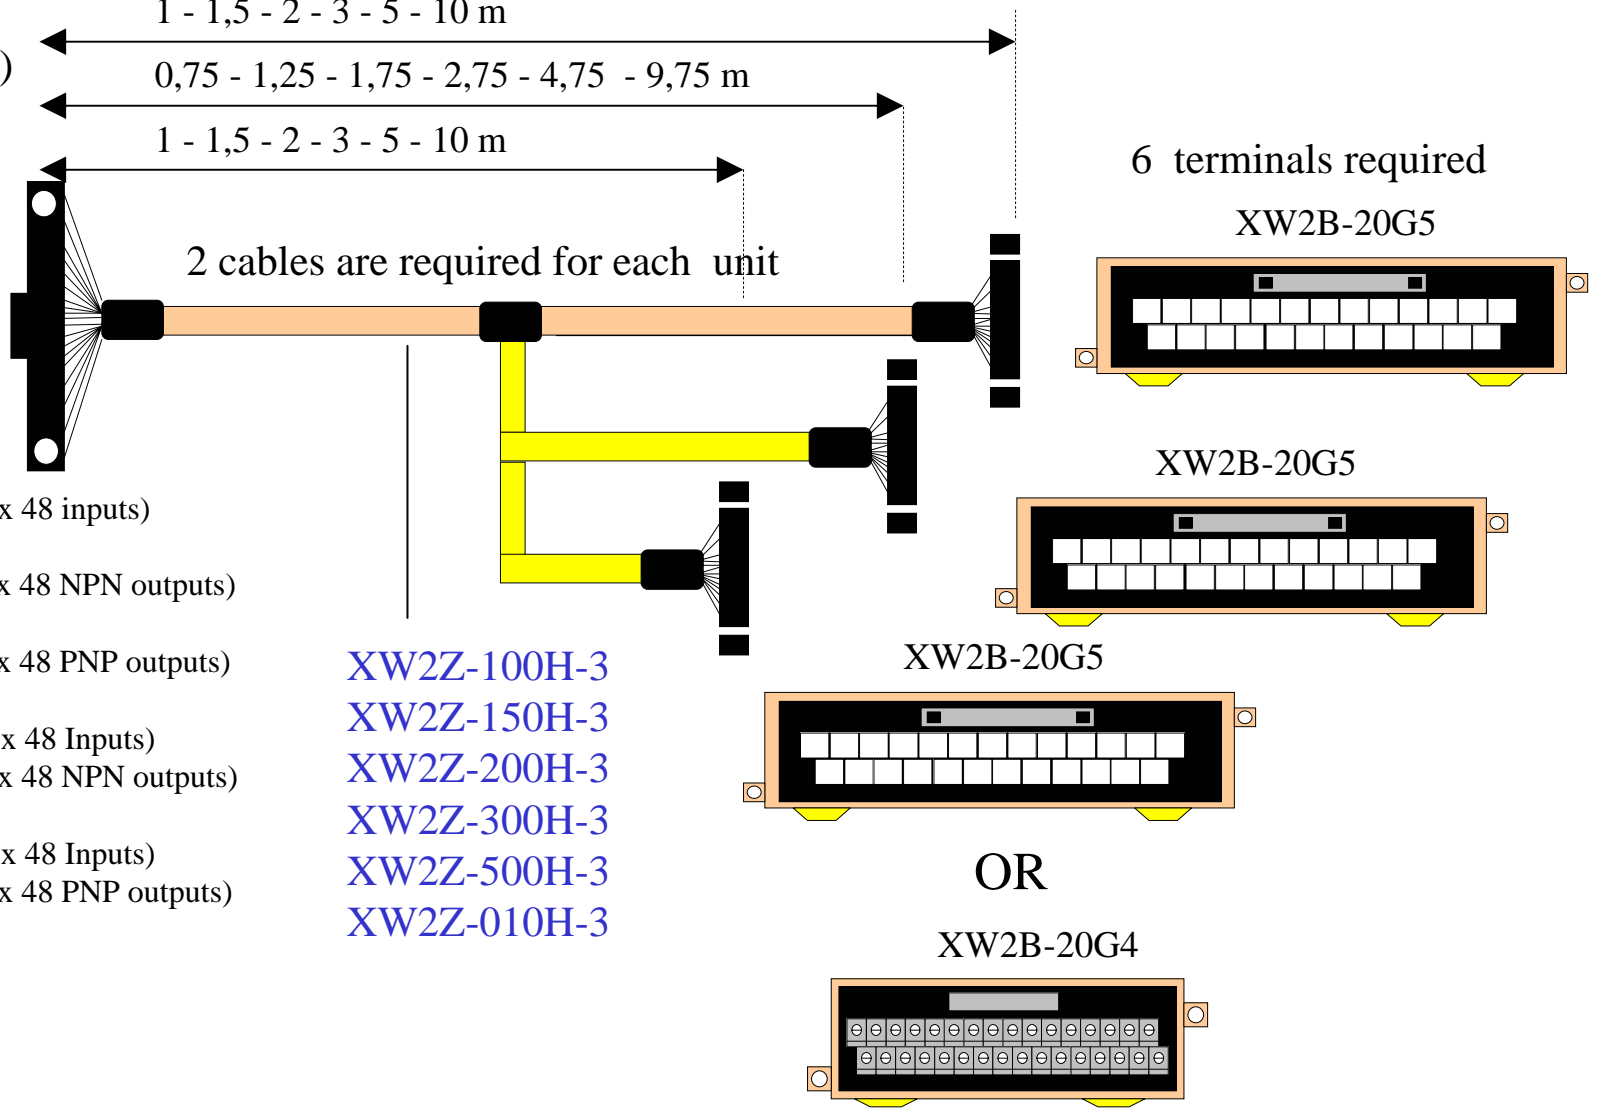 1 - 1,5 - 2 - 3 - 5 - 10 m
)
0,75 - 1,25 - 1,75 - 2,75 - 4,75 - 9,75 m
1 - 1,5 - 2 - 3 - 5 - 10 m
6 terminals required
XW2B-20G5
2 cables are required for each unit
XW2B-20G5
x 48 inputs)
x 48 NPN outputs)
x 48 PNP outputs)
x 48 Inputs)
x 48 NPN outputs)
x 48 Inputs)
x 48 PNP outputs)
XW2Z-100H-3
XW2Z-150H-3
XW2Z-200H-3
XW2Z-300H-3
XW2Z-500H-3
XW2Z-010H-3
XW2B-20G5
OR
XW2B-20G4